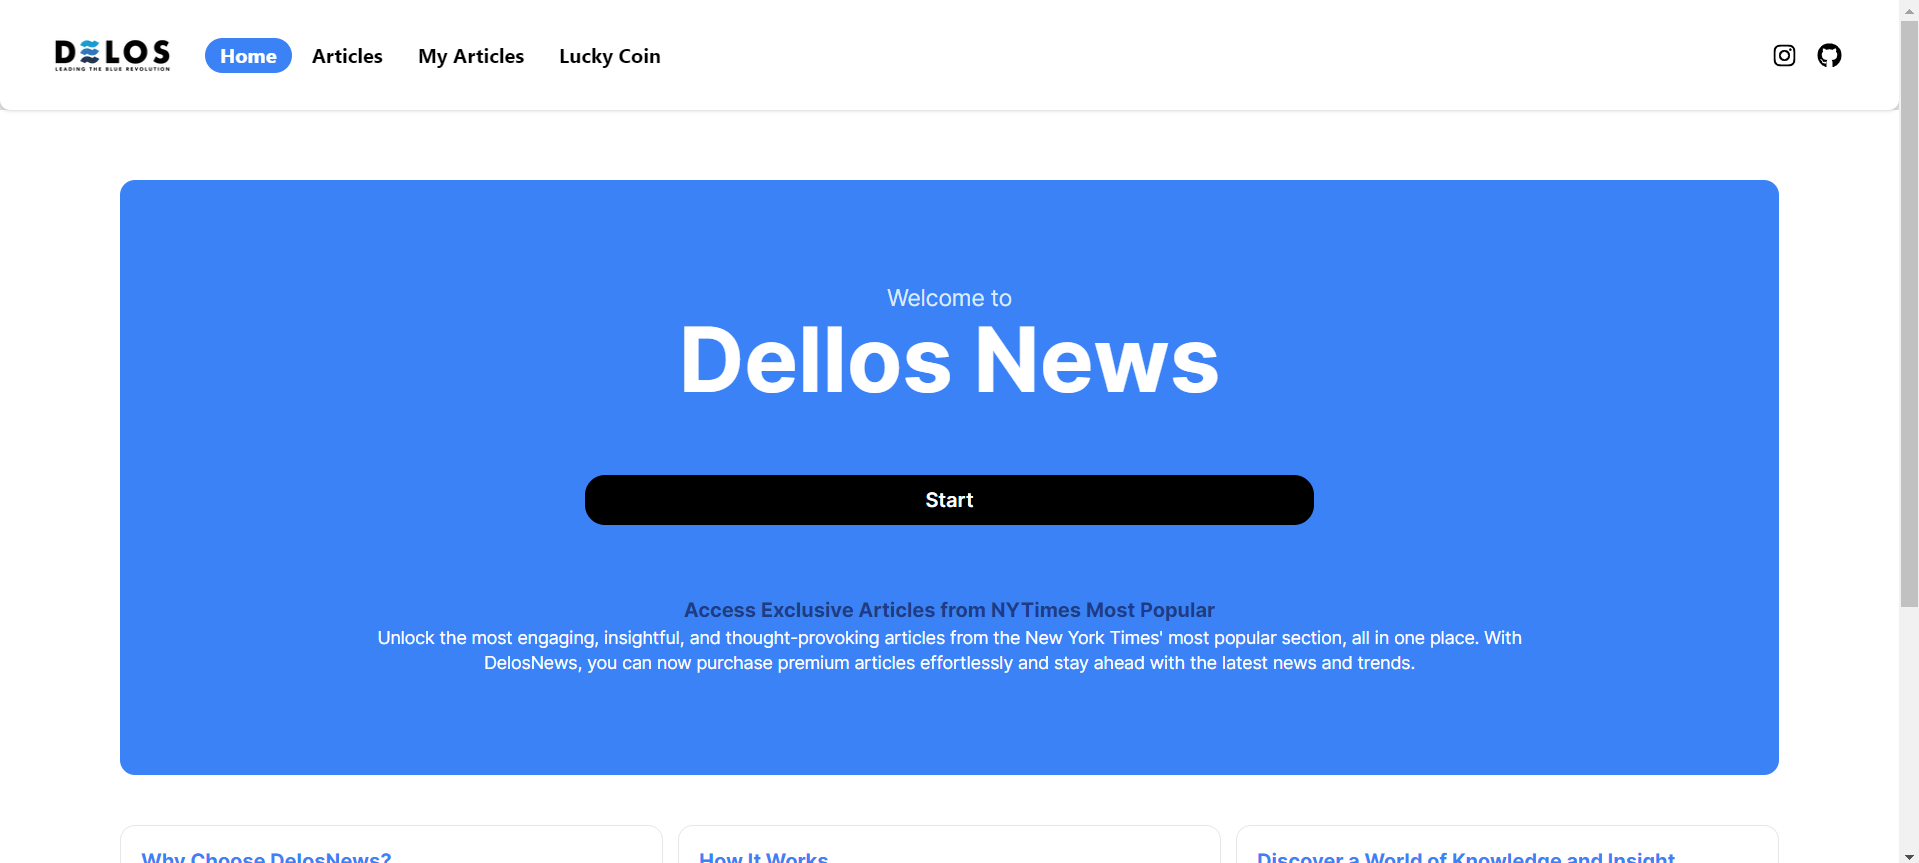 DELOS
LEADING THE BLUE REVOLUTION
Home Articles My Articles Lucky Coin
Welcome to
Dellos News
Start
Access Exclusive Articles from NYTimes Most Popular
Unlock the most engaging, insightful, and thought-provoking articles from the New York Times' most popular section, all in one place. With
DelosNews, you can now purchase premium articles effortlessly and stay ahead with the latest news and trends.
Why Choose DelosNews?
How It Works
Discover a World of Knowledge and Insight